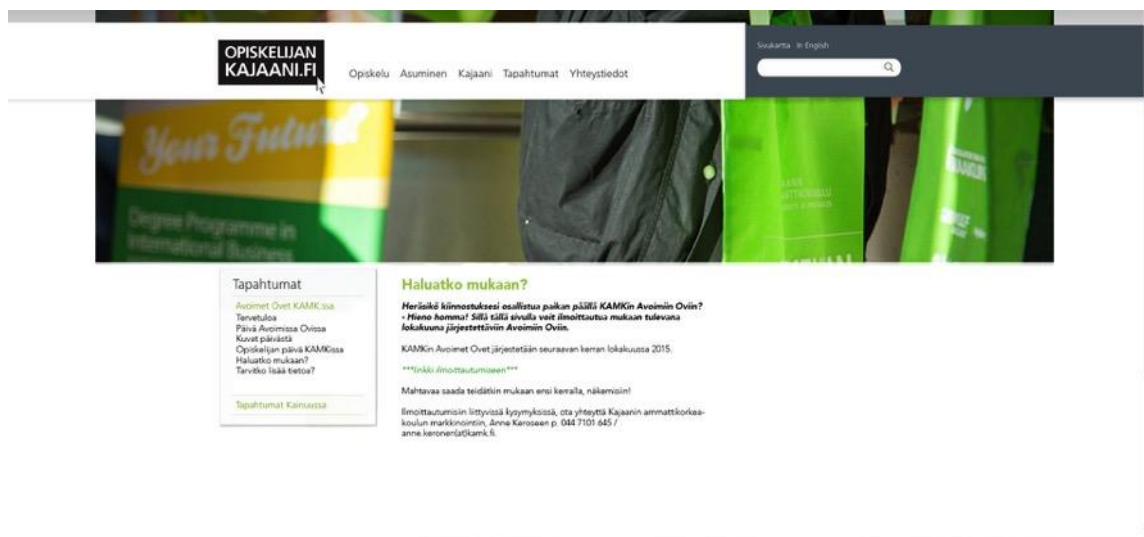 OPISKELIJAN
KAJAANI.FI
Opiskelu Asuminen Kajaani Tapahtumat Yhteystiedot
Sivukartta In English
Your Future
Degree Programme in
International Business
Tapahtumat
Avoimet Ovet KAMK:ssa
Tervetuloa
Päivä Avoimissa Ovissa
Kuvat päivästä
Opiskelijan päivä KAMKissa
Haluatko mukaan?
Tarvitko lisää tietoa?
Tapahtumat Kainuussa
Haluatko mukaan?
Heräsikö kiinnostuksesi osallistua paikan päällä KAMKin Avoimiin Oviin?
- Hieno homma! Sillä tällä sivulla voit ilmoittautua mukaan tulevana
lokakuuna järjestettäviin Avoimiin Oviin.
KAMKin Avoimet Ovet järjestetään seuraavan kerran lokakuussa 2015.
***linkki ilmoittautumiseen***
Mahtavaa saada teidätkin mukaan ensi kerralla, näkemisiin!
Ilmoittautumisiin liittyvissä kysymyksissä, ota yhteyttä Kajaanin ammattikorkea-
koulun markkinointiin, Anne Keroseen p. 044 7101 645 /
anne.keronen(at)kamk.fi.